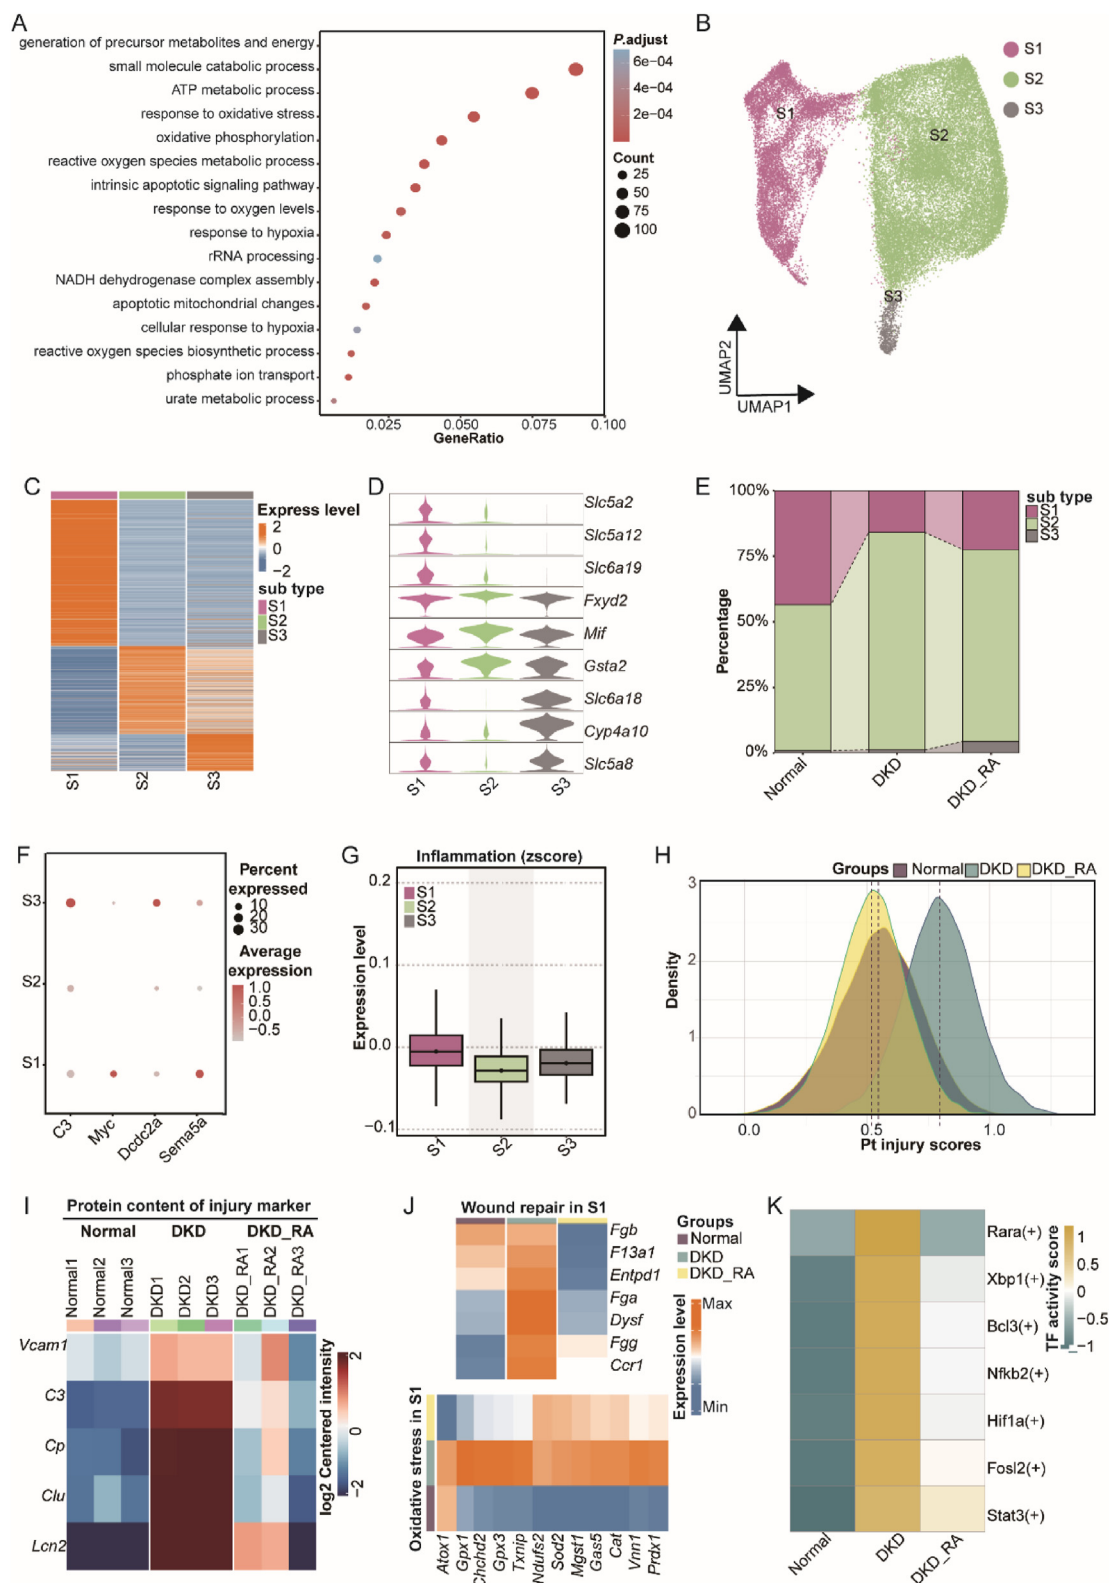 A
generation of precursor metabolites and energy
small molecule catabolic process
ATP metabolic process
response to oxidative stress
oxidative phosphorylation
reactive oxygen species metabolic process
intrinsic apoptotic signaling pathway
response to oxygen levels
response to hypoxia
rRNA processing
NADH dehydrogenase complex assembly
apoptotic mitochondrial changes
cellular response to hypoxia
reactive oxygen species biosynthetic process
phosphate ion transport
urate metabolic process
0.025 0.050 0.075 0.100
GeneRatio
P.adjust
6e−04
4e−04
2e−04
Count
25
50
75
100
B
S1
S2
S3
S1
S2
S3
UMAP2
UMAP1
C
Express level
2
0
−2
sub type
S1
S2
S3
S1 S2 S3
D
Slc5a2
Slc5a12
Slc6a19
Fxyd2
Mif
Gsta2
Slc6a18
Cyp4a10
Slc5a8
S1 S2 S3
E
100%
75%
50%
25%
0%
Percentage
Normal DKD DKD_RA
sub type
S1
S2
S3
F
S3
S2
S1
C3 Myc Dcdc2a Sema5a
Percent
expressed
10
20
30
Average
expression
1.0
0.5
0.0
−0.5
G
Inflammation (zscore)
S1
S2
S3
Expression level
0.2
0.1
0.0
−0.1
S1 S2 S3
H
Groups Normal DKD DKD_RA
Density
3
2
1
0
0.0 0.5 1.0
Pt injury scores
I
Protein content of injury marker
Normal DKD DKD_RA
Normal1 Normal2 Normal3 DKD1 DKD2 DKD3 DKD_RA1 DKD_RA2 DKD_RA3
Vcam1
C3
Cp
Clu
Lcn2
log2 Centered intensity
2
0
−2
J
Wound repair in S1
Fgb
F13a1
Entpd1
Fga
Dysf
Fgg
Ccr1
Groups
Normal
DKD
DKD_RA
Expression level
Max
Min
Oxidative stress in S1
Atox1 Gpx1 Chchd2 Gpx3 Txnip Ndufs2 Sod2 Mgst1 Gas5 Cat Vnn1 Prdx1
K
Rara(+)
Xbp1(+)
Bcl3(+)
Nfkb2(+)
Hif1a(+)
Fosl2(+)
Stat3(+)
Normal DKD DKD_RA
TF activity score
1
0.5
0
−0.5
−1